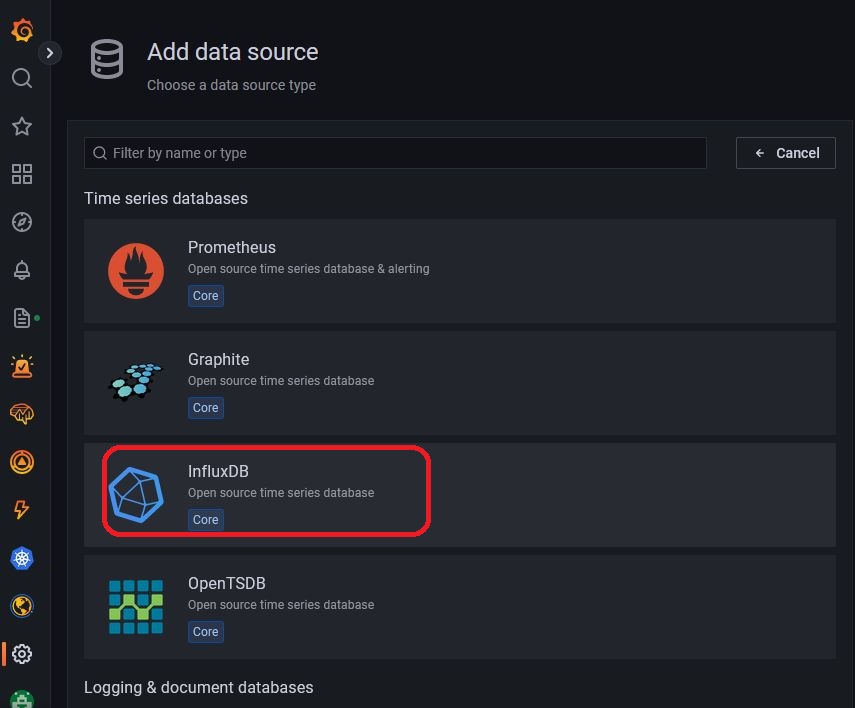 Add data source
Choose a data source type
Filter by name or type
Cancel
Time series databases
Prometheus
Open source time series database & alerting
Core
Graphite
Open source time series database
Core
InfluxDB
Open source time series database
Core
OpenTSDB
Open source time series database
Core
Logging & document databases